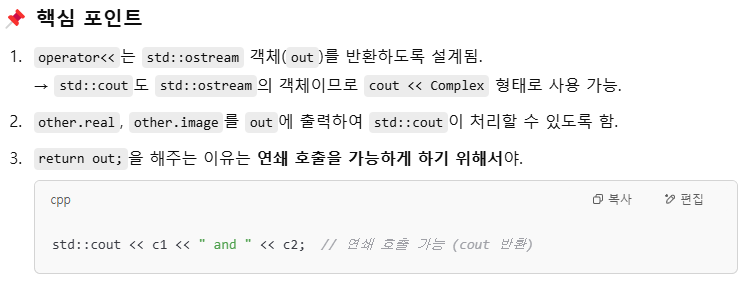 📌 핵심 포인트
1. operator<< 는 std::ostream 객체( out )를 반환하도록 설계됨.
→ std::cout 도 std::ostream 의 객체이므로 cout << Complex 형태로 사용 가능.
2. other.real , other.image 를 out 에 출력하여 std::cout 이 처리할 수 있도록 함.
3. return out; 을 해주는 이유는 연쇄 호출을 가능하게 하기 위해서야.
cpp 복사 편집
std::cout << c1 << " and " << c2; // 연쇄 호출 가능 (cout 반환)